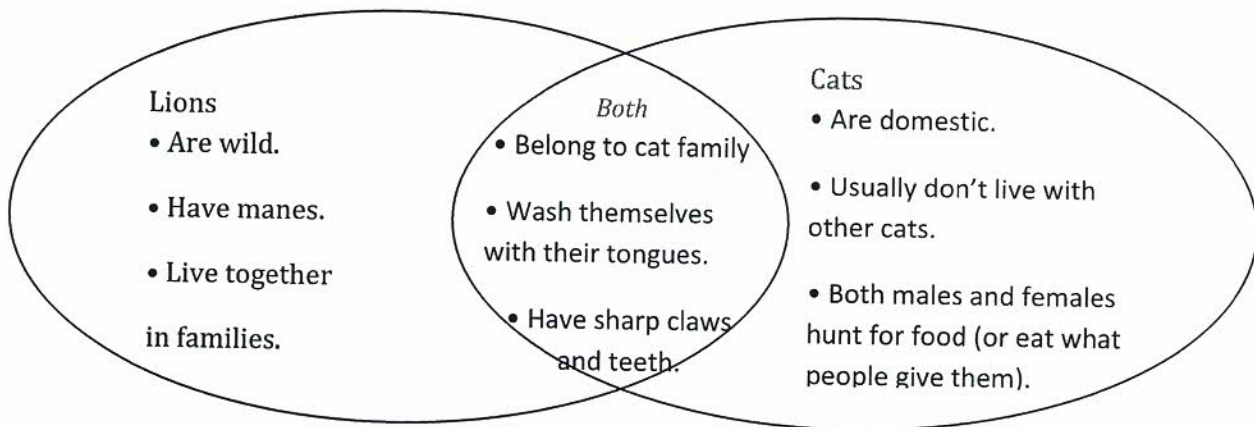 Lions
• Are wild.
• Have manes.
• Live together
in families.
Both
• Belong to cat family
• Wash themselves
with their tongues.
• Have sharp claws
and teeth.
Cats
• Are domestic.
• Usually don't live with
other cats.
• Both males and females
hunt for food (or eat what
people give them).